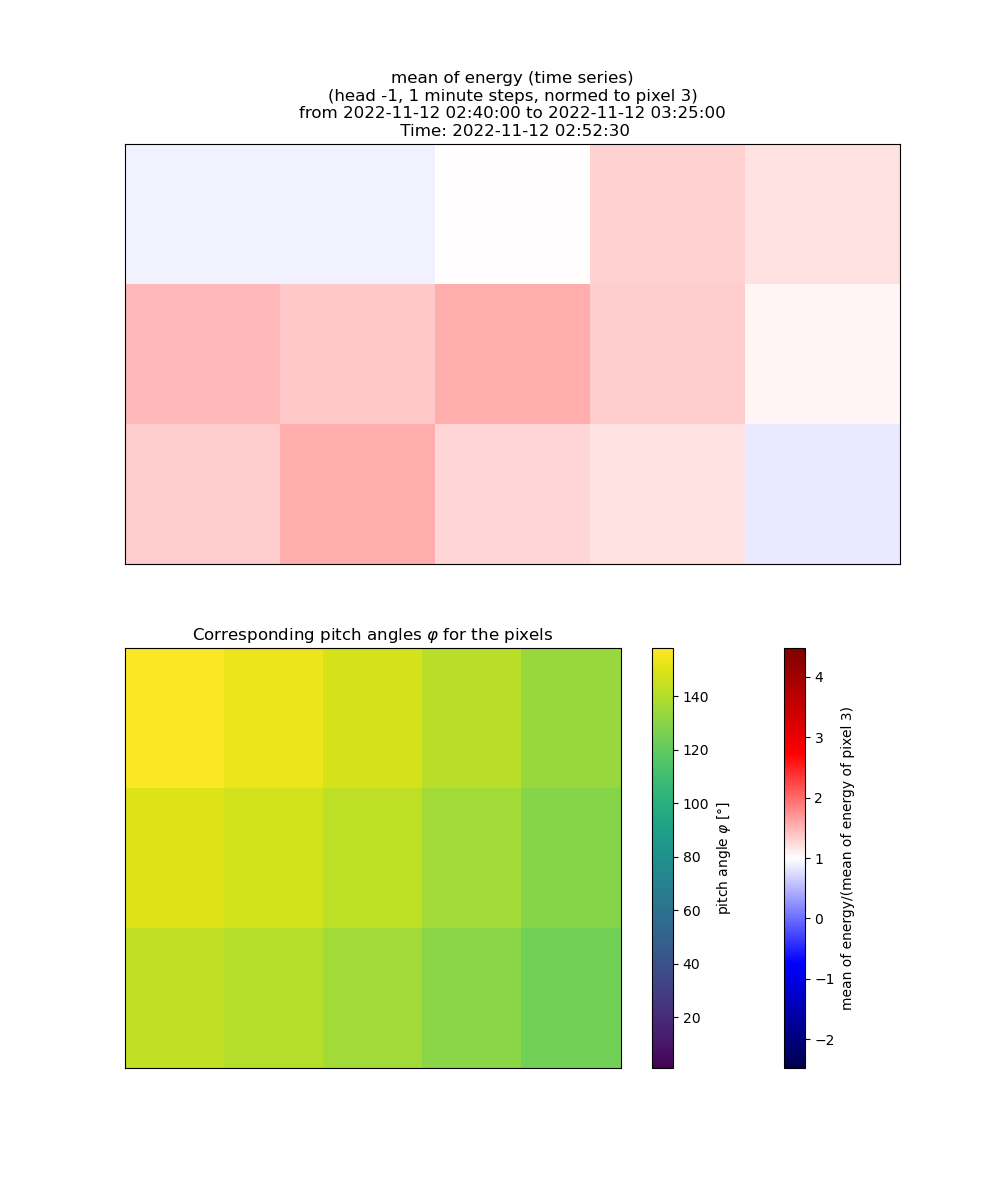 mean of energy (time series)
(head -1, 1 minute steps, normed to pixel 3)
from 2022-11-12 02:40:00 to 2022-11-12 03:25:00
Time: 2022-11-12 02:52:30
Corresponding pitch angles φ for the pixels
140
120
100
80
60
40
20
pitch angle φ [°]
4
3
2
1
0
−1
−2
mean of energy/(mean of energy of pixel 3)